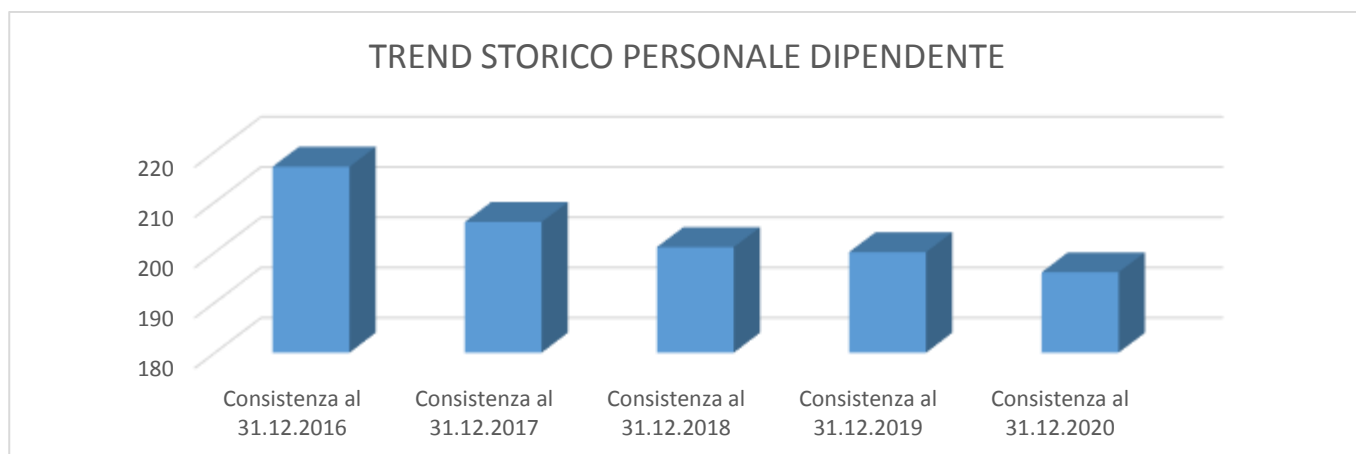 TREND STORICO PERSONALE DIPENDENTE
220
210
200
190
180
Consistenza al
31.12.2016
Consistenza al
31.12.2017
Consistenza al
31.12.2018
Consistenza al
31.12.2019
Consistenza al
31.12.2020